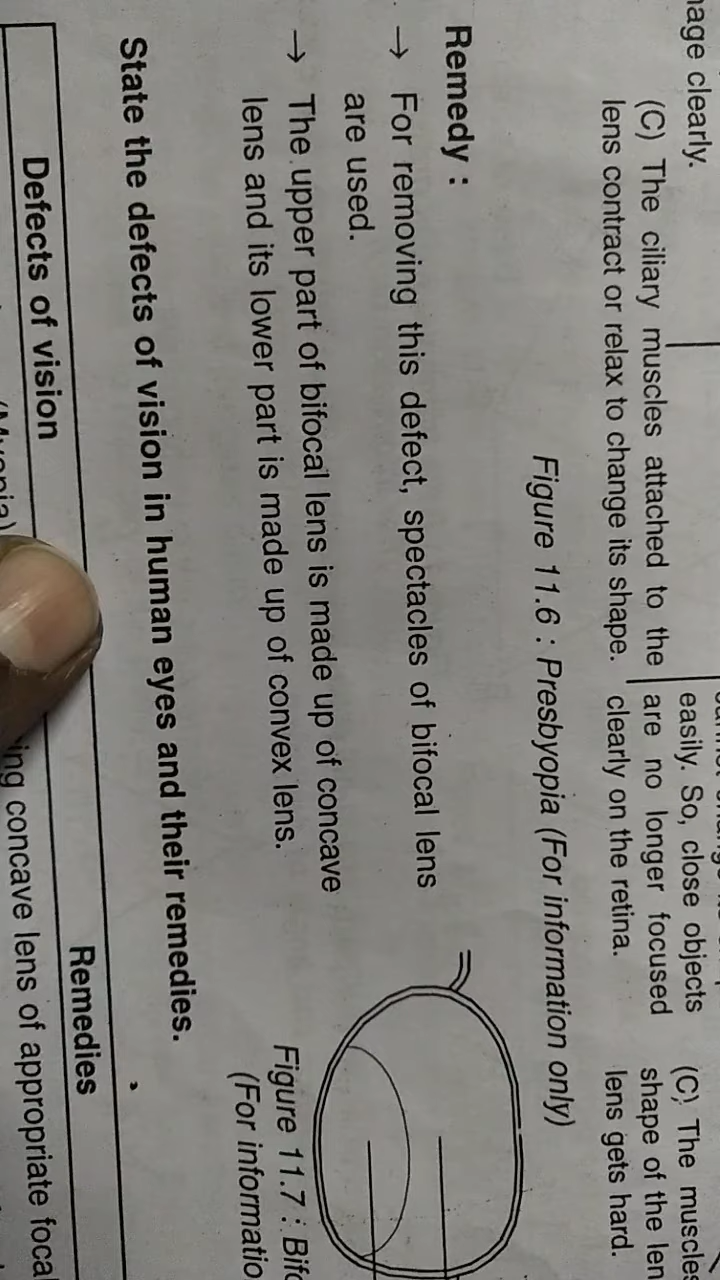 image clearly.
(C) The ciliary muscles attached to the
lens contract or relax to change its shape.
easily. So, close objects
are no longer focused
clearly on the retina.
(C) The muscles
shape of the len
lens gets hard.
Figure 11.6 : Presbyopia (For information only)
Remedy :
→ For removing this defect, spectacles of bifocal lens
are used.
→ The upper part of bifocal lens is made up of concave
lens and its lower part is made up of convex lens.
Figure 11.7 : Bifo
(For informatio
State the defects of vision in human eyes and their remedies.
Defects of vision
Remedies
(Myopia)
ing concave lens of appropriate focal